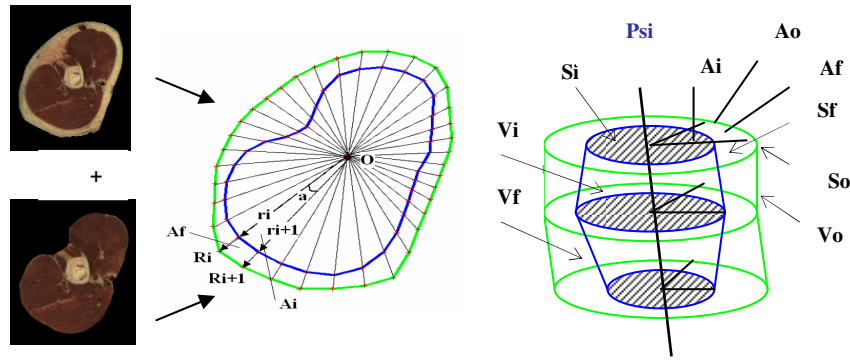 +
O
a
ri
ri+1
Af
Ri
Ri+1
Ai
Psi
Ao
Si
Ai
Af
Sf
Vi
Vf
So
Vo